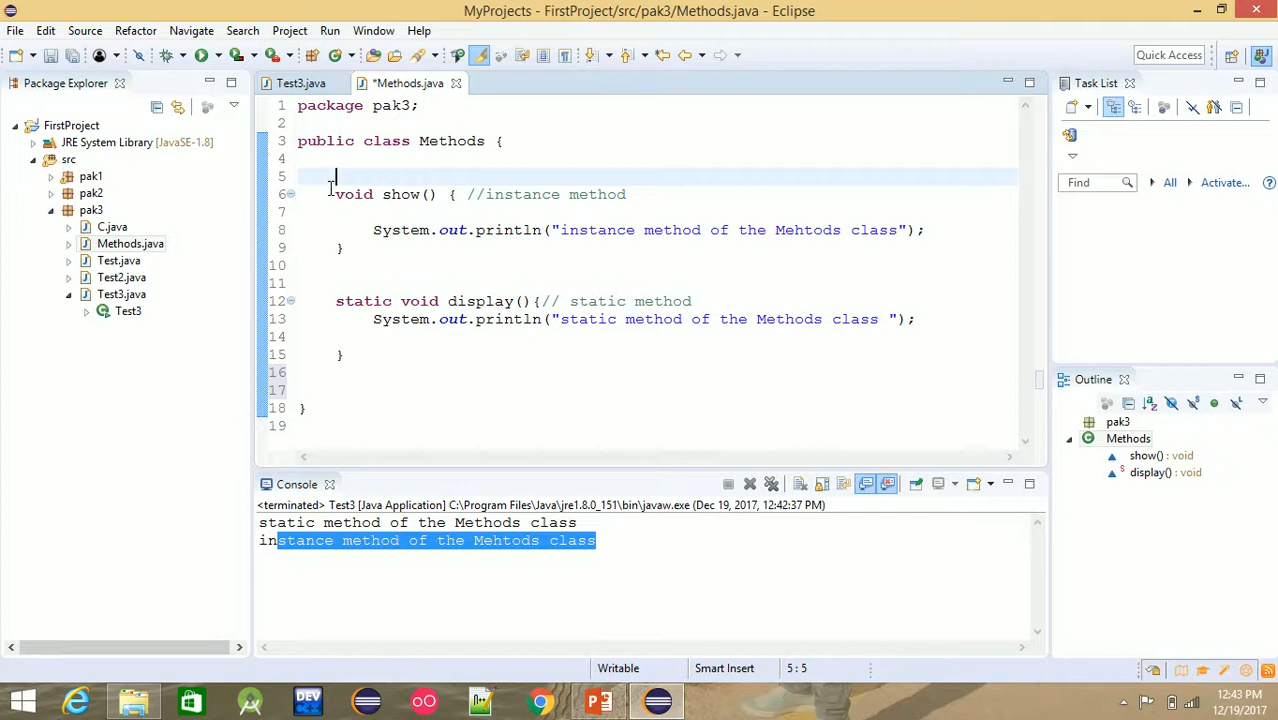 MyProjects - FirstProject/src/pak3/Methods.java - Eclipse
File Edit Source Refactor Navigate Search Project Run Window Help
Quick Access
Package Explorer
FirstProject
JRE System Library [JavaSE-1.8]
src
pak1
pak2
pak3
C.java
Methods.java
Test.java
Test2.java
Test3.java
Test3
Test3.java *Methods.java
1 package pak3;
2
3 public class Methods {
4
5
6 void show() { //instance method
7
8 System.out.println("instance method of the Mehtods class");
9 }
10
11
12 static void display(){// static method
13 System.out.println("static method of the Methods class ");
14
15 }
16
17
18 }
19
Task List
Find All Activate...
Outline
pak3
Methods
show() : void
S display() : void
Console
<terminated> Test3 [Java Application] C:\Program Files\Java\jre1.8.0_151\bin\javaw.exe (Dec 19, 2017, 12:42:37 PM)
static method of the Methods class
instance method of the Mehtods class
Writable Smart Insert 5 : 5
DEV
12:43 PM
12/19/2017